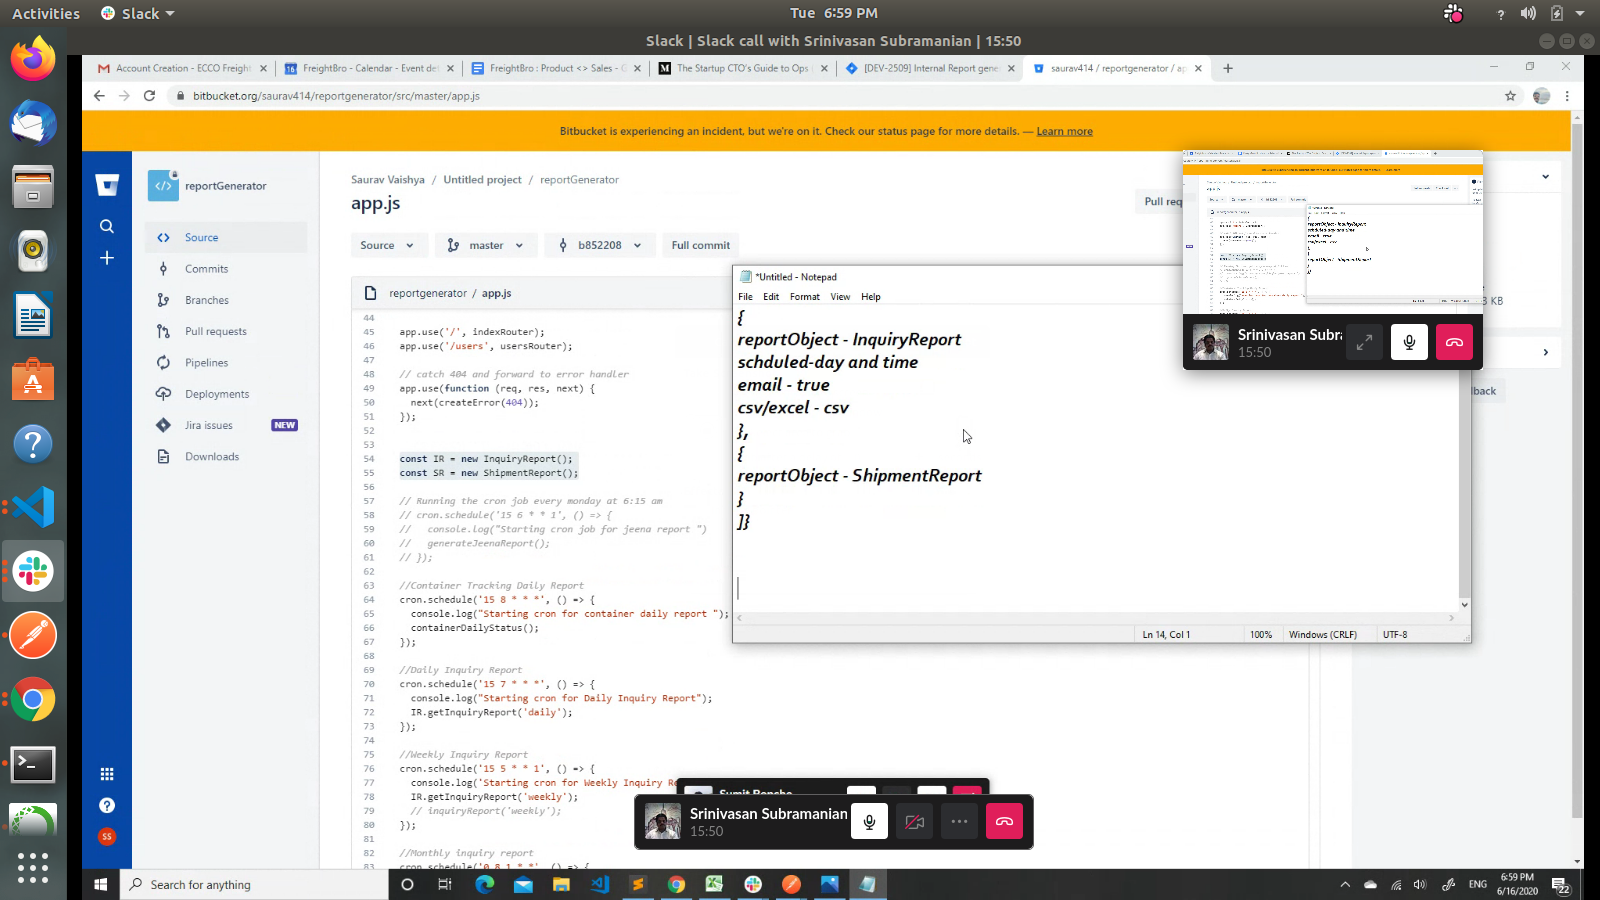 Activities
Slack
Tue 6:59 PM
Slack | Slack call with Srinivasan Subramanian | 15:50
Account Creation - ECCO Freight
FreightBro - Calendar - Event det
FreightBro : Product <> Sales - G
The Startup CTO's Guide to Ops
[DEV-2509] Internal Report gene
saurav414 / reportgenerator / ap
bitbucket.org/saurav414/reportgenerator/src/master/app.js
Bitbucket is experiencing an incident, but we're on it. Check our status page for more details. — Learn more
reportGenerator
Source
Commits
Branches
Pull requests
Pipelines
Deployments
Jira issues NEW
Downloads
SS
Saurav Vaishya / Untitled project / reportGenerator
app.js
Pull req
Source
master
b852208
Full commit
reportgenerator / app.js
44
45 app.use('/', indexRouter);
46 app.use('/users', usersRouter);
47
48 // catch 404 and forward to error handler
49 app.use(function (req, res, next) {
50 next(createError(404));
51 });
52
53
54 const IR = new InquiryReport();
55 const SR = new ShipmentReport();
56
57 // Running the cron job every monday at 6:15 am
58 // cron.schedule('15 6 * * 1', () => {
59 // console.log("Starting cron job for jeena report ")
60 // generateJeenaReport();
61 // });
62
63 //Container Tracking Daily Report
64 cron.schedule('15 8 * * *', () => {
65 console.log("Starting cron for container daily report ");
66 containerDailyStatus();
67 });
68
69 //Daily Inquiry Report
70 cron.schedule('15 7 * * *', () => {
71 console.log("Starting cron for Daily Inquiry Report");
72 IR.getInquiryReport('daily');
73 });
74
75 //Weekly Inquiry Report
76 cron.schedule('15 5 * * 1', () => {
77 console.log('Starting cron for Weekly Inquiry Re
78 IR.getInquiryReport('weekly');
79 // inquiryReport('weekly');
80 });
81
82 //Monthly inquiry report
83 cron.schedule('0 8 1 * *', () => {
*Untitled - Notepad
File Edit Format View Help
{
reportObject - InquiryReport
schduled-day and time
email - true
csv/excel - csv
},
{
reportObject - ShipmentReport
}
]}
Ln 14, Col 1
100%
Windows (CRLF)
UTF-8
Srinivasan Subra
15:50
KB
back
Sumit Bonche
Srinivasan Subramanian
15:50
Search for anything
ENG
6:59 PM
6/16/2020
22